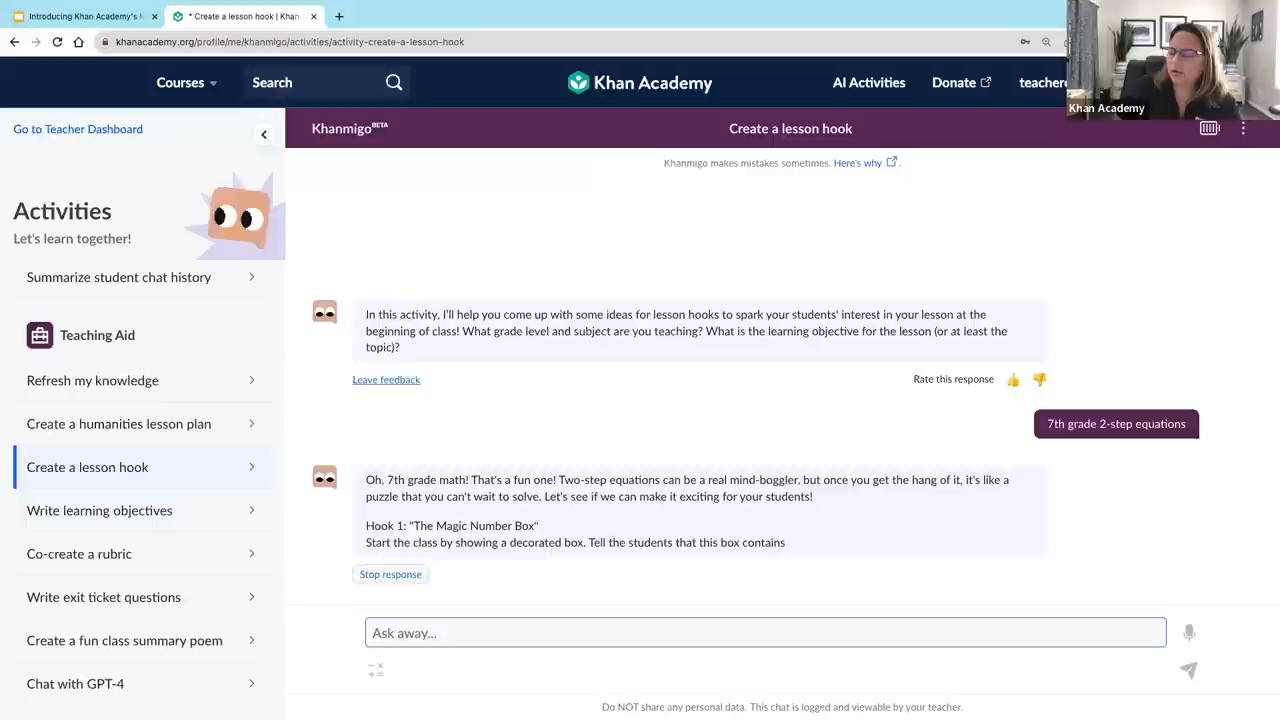 Introducing Khan Academy's M
* Create a lesson hook | Khan
khanacademy.org/profile/me/khanmigo/activities/activity-create-a-lesson-hook
Courses
Search
Khan Academy
AI Activities
Donate
teacher
Khan Academy
Go to Teacher Dashboard
Khanmigo BETA
Create a lesson hook
Khanmigo makes mistakes sometimes. Here's why .
Activities
Let's learn together!
Summarize student chat history
Teaching Aid
Refresh my knowledge
Create a humanities lesson plan
Create a lesson hook
Write learning objectives
Co-create a rubric
Write exit ticket questions
Create a fun class summary poem
Chat with GPT-4
In this activity, I'll help you come up with some ideas for lesson hooks to spark your students' interest in your lesson at the
beginning of class! What grade level and subject are you teaching? What is the learning objective for the lesson (or at least the
topic)?
Leave feedback
Rate this response
7th grade 2-step equations
Oh, 7th grade math! That's a fun one! Two-step equations can be a real mind-boggler, but once you get the hang of it, it's like a
puzzle that you can't wait to solve. Let's see if we can make it exciting for your students!
Hook 1: "The Magic Number Box"
Start the class by showing a decorated box. Tell the students that this box contains
Stop response
Ask away...
Do NOT share any personal data. This chat is logged and viewable by your teacher.